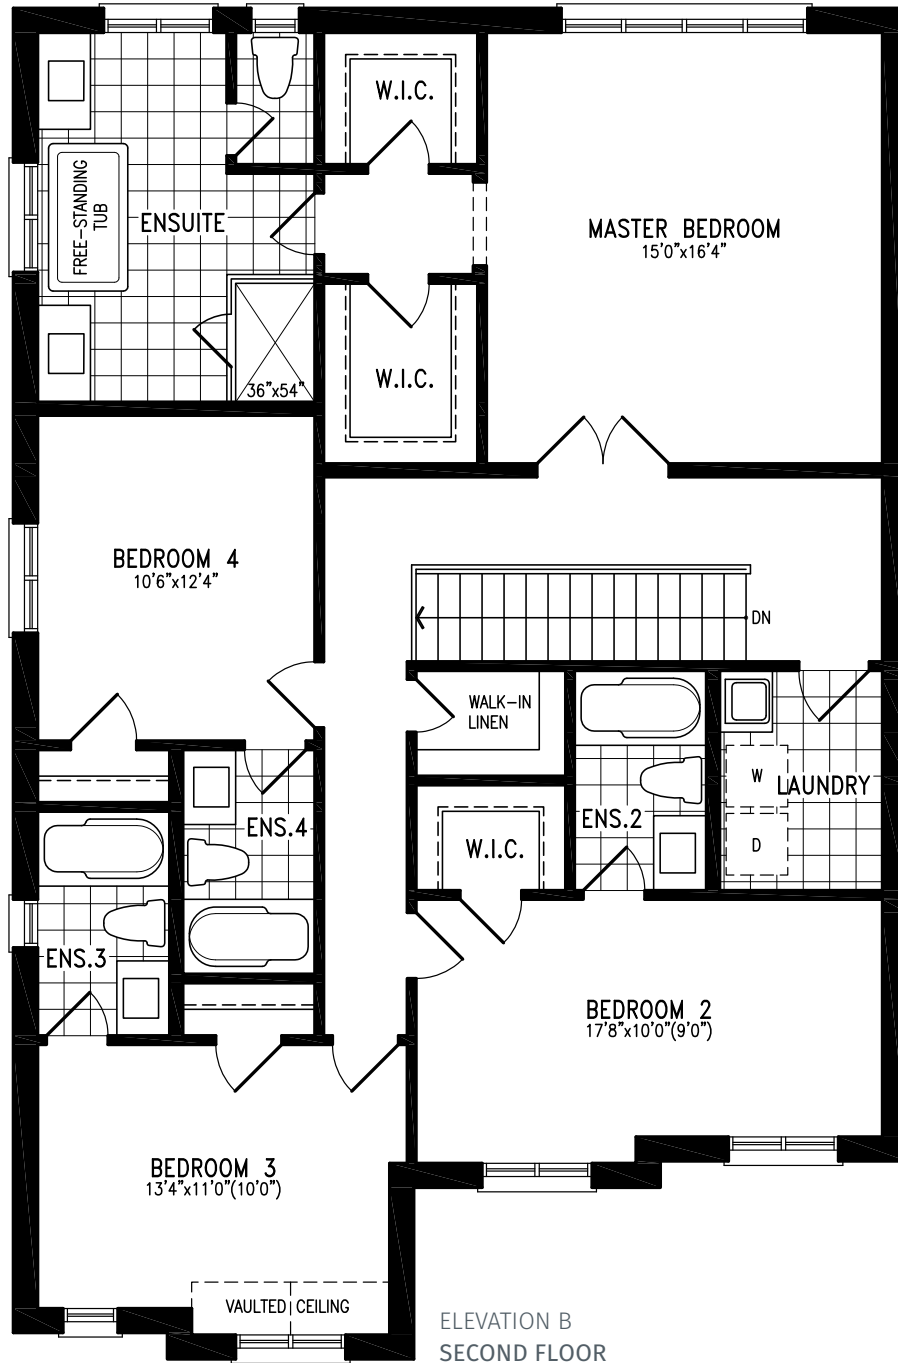 W.I.C.
FREE-STANDING
TUB
ENSUITE
MASTER BEDROOM
15'0"x16'4"
W.I.C.
36"x54"
BEDROOM 4
10'6"x12'4"
DN
WALK-IN
LINEN
W
LAUNDRY
D
ENS.4
ENS.2
W.I.C.
ENS.3
BEDROOM 2
17'8"x10'0"(9'0")
BEDROOM 3
13'4"x11'0"(10'0")
VAULTED CEILING
ELEVATION B
SECOND FLOOR